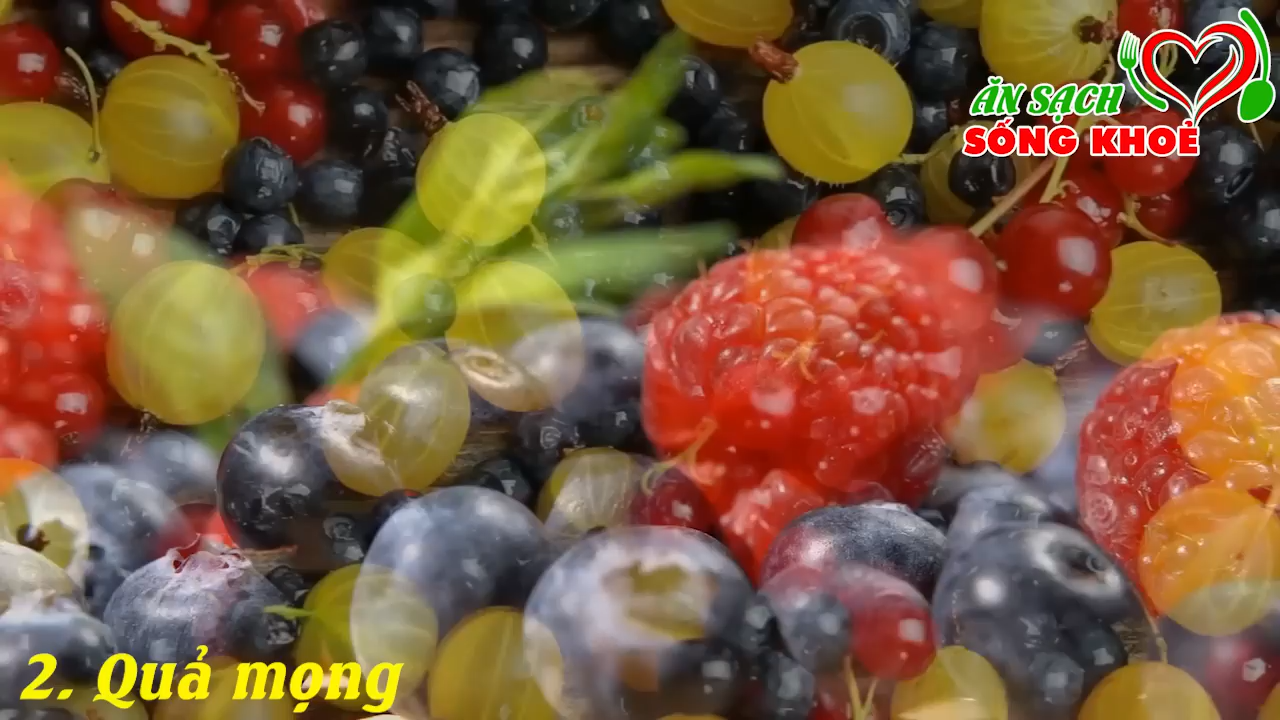 ĂN SẠCH
SỐNG KHOẺ
2. Quả mọng